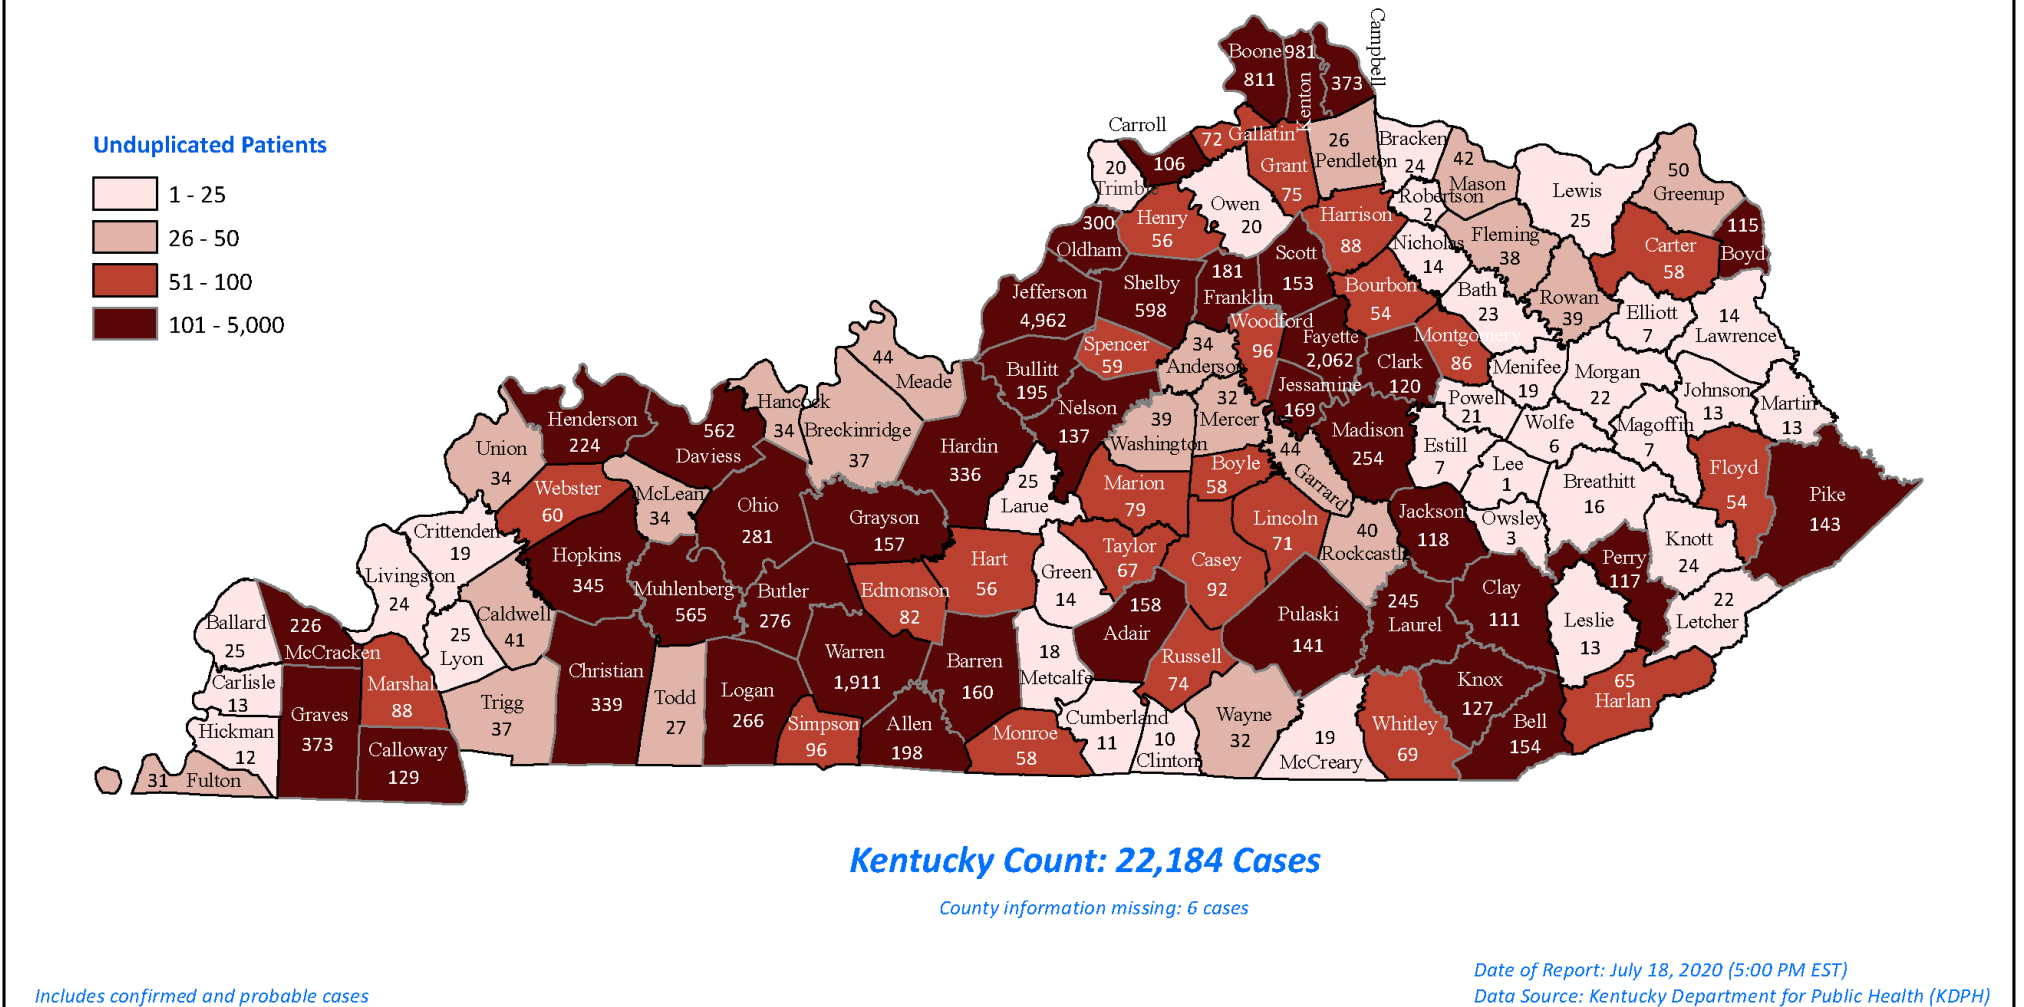 Campbell
Boone 981
811
Kenton
373
Carroll
72 Gallatin
26
Bracken
106
Grant
Pendleton
24
42
20
Trimble
75
Mason
50
Greenup
Lewis
25
Robertson
2
Owen
20
Henry
56
300
Oldham
Harrison
88
115
Boyd
Carter
58
Nicholas
14
Fleming
38
Scott
153
181
Franklin
Shelby
598
Jefferson
4,962
Bourbon
54
Bath
23
Rowan
39
Elliott
7
14
Lawrence
Woodford
96
Fayette
2,062
Montgomery
86
Spencer
59
34
Anderson
Clark
120
Menifee
19
Morgan
22
Johnson
13
Martin
13
Bullitt
195
44
Meade
Jessamine
169
Powell
21
Nelson
137
32
Mercer
39
Washington
Hancock
34
Breckinridge
37
Madison
254
Estill
7
Wolfe
6
Magoffin
7
Henderson
224
562
Daviess
Union
34
Hardin
336
Boyle
58
44
Garrard
Lee
1
Breathitt
16
Floyd
54
Pike
143
Webster
60
McLean
34
Ohio
281
Grayson
157
25
Larue
Marion
79
Lincoln
71
40
Rockcastle
Jackson
118
Owsley
3
Knott
24
Crittenden
19
Hopkins
345
Hart
56
Taylor
67
Casey
92
Perry
117
Livingston
24
Muhlenberg
565
Butler
276
Edmonson
82
Green
14
Clay
111
22
Letcher
Ballard
25
226
McCracken
Caldwell
41
25
Lyon
158
Adair
Pulaski
141
245
Laurel
Leslie
13
Warren
1,911
Barren
160
18
Metcalfe
Russell
74
Carlisle
13
Marshall
88
Christian
339
Todd
27
Logan
266
Knox
127
65
Harlan
Hickman
12
Graves
373
Trigg
37
Simpson
96
Allen
198
Monroe
58
Cumberland
11
10
Clinton
Wayne
32
19
McCreary
Whitley
69
Bell
154
31 Fulton
Calloway
129
Unduplicated Patients
1 - 25
26 - 50
51 - 100
101 - 5,000
Kentucky Count: 22,184 Cases
County information missing: 6 cases
Date of Report: July 18, 2020 (5:00 PM EST)
Includes confirmed and probable cases
Data Source: Kentucky Department for Public Health (KDPH)